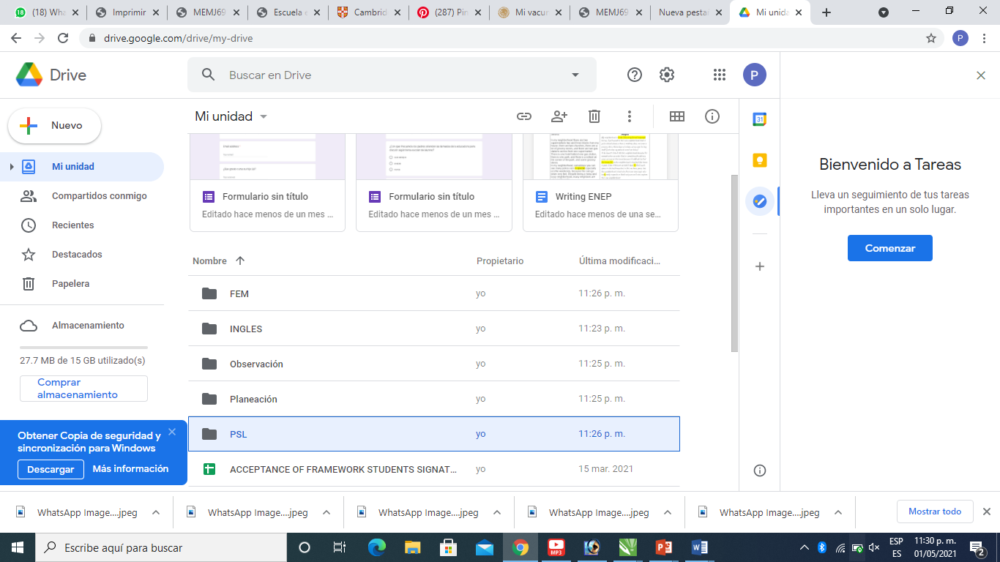 (18) Wha
Imprimir
MEMJ69
Escuela e
Cambrid
(287) Pin
Mi vacun
MEMJ69
Nueva pestañ
Mi unida
drive.google.com/drive/my-drive
P
Drive
Buscar en Drive
P
Nuevo
Mi unidad
Compartidos conmigo
Recientes
Destacados
Papelera
Almacenamiento
27.7 MB de 15 GB utilizado(s)
Comprar
almacenamiento
Obtener Copia de seguridad y
sincronización para Windows
Descargar
Más información
Mi unidad
Formulario sin título
Editado hace menos de un mes ...
Formulario sin título
Editado hace menos de un mes ...
Writing ENEP
Editado hace menos de una se...
Nombre
Propietario
Última modificaci...
FEM yo 11:26 p. m.
INGLES yo 11:23 p. m.
Observación yo 11:25 p. m.
Planeación yo 11:25 p. m.
PSL yo 11:26 p. m.
ACCEPTANCE OF FRAMEWORK STUDENTS SIGNAT... yo 15 mar. 2021
31
Bienvenido a Tareas
Lleva un seguimiento de tus tareas
importantes en un solo lugar.
Comenzar
WhatsApp Image....jpeg
WhatsApp Image....jpeg
WhatsApp Image....jpeg
WhatsApp Image....jpeg
WhatsApp Image....jpeg
Mostrar todo
Escribe aquí para buscar
MP3
ESP
ES
11:30 p. m.
01/05/2021
2